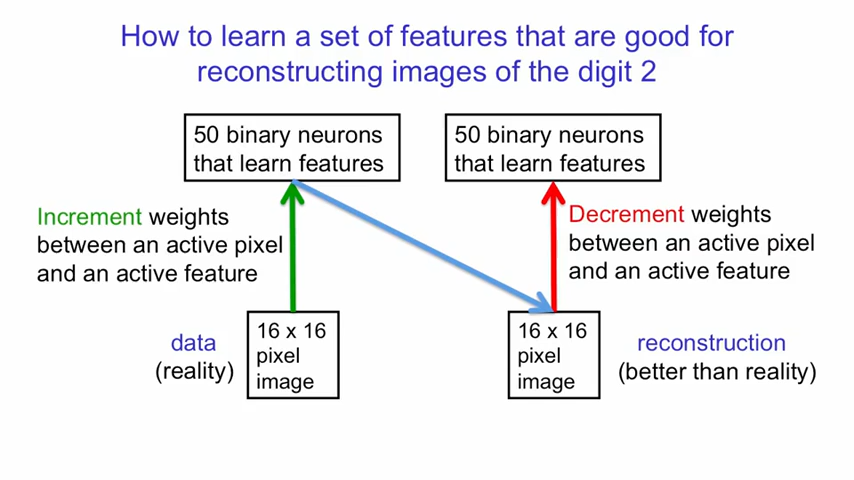 How to learn a set of features that are good for
reconstructing images of the digit 2
50 binary neurons
that learn features
50 binary neurons
that learn features
Increment weights
between an active pixel
and an active feature
Decrement weights
between an active pixel
and an active feature
data
(reality)
16 x 16
pixel
image
16 x 16
pixel
image
reconstruction
(better than reality)